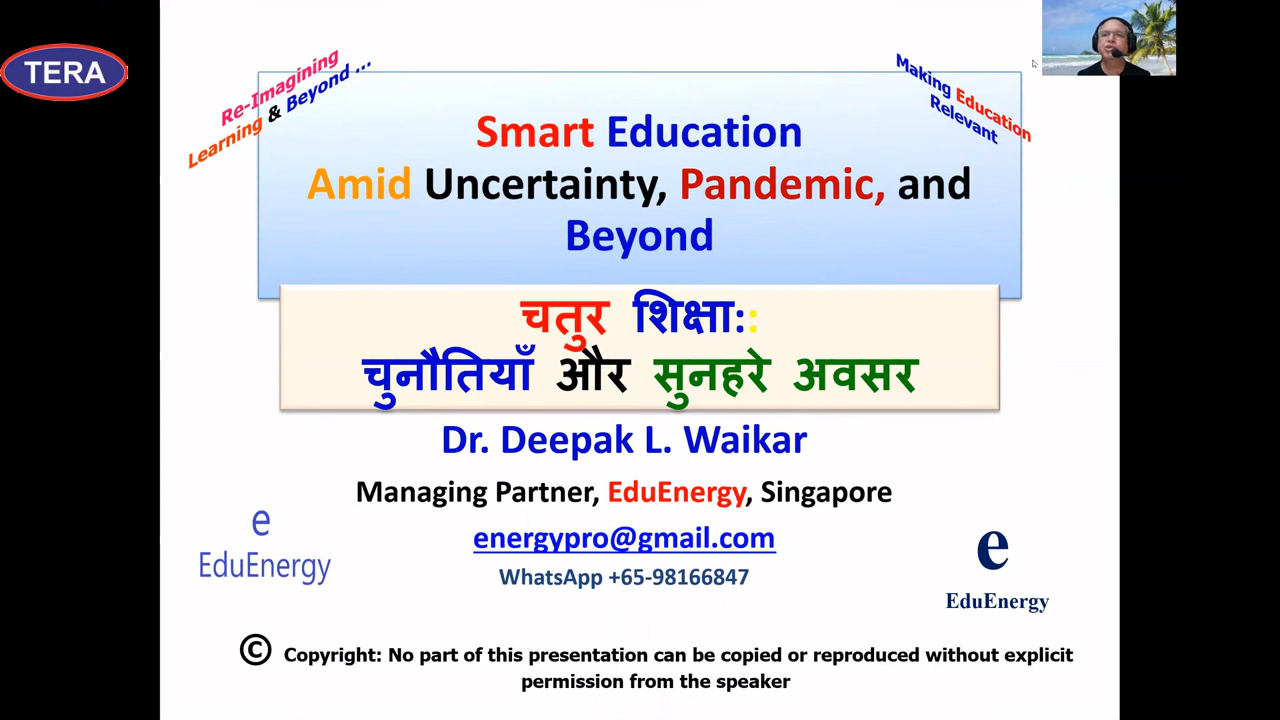 TERA
Re-Imagining
Learning & Beyond ...
Making Education
Relevant
Smart Education
Amid Uncertainty, Pandemic, and
Beyond
चतुर शिक्षा::
चुनौतियाँ और सुनहरे अवसर
Dr. Deepak L. Waikar
Managing Partner, EduEnergy, Singapore
energypro@gmail.com
WhatsApp +65-98166847
e
EduEnergy
e
EduEnergy
© Copyright: No part of this presentation can be copied or reproduced without explicit
permission from the speaker